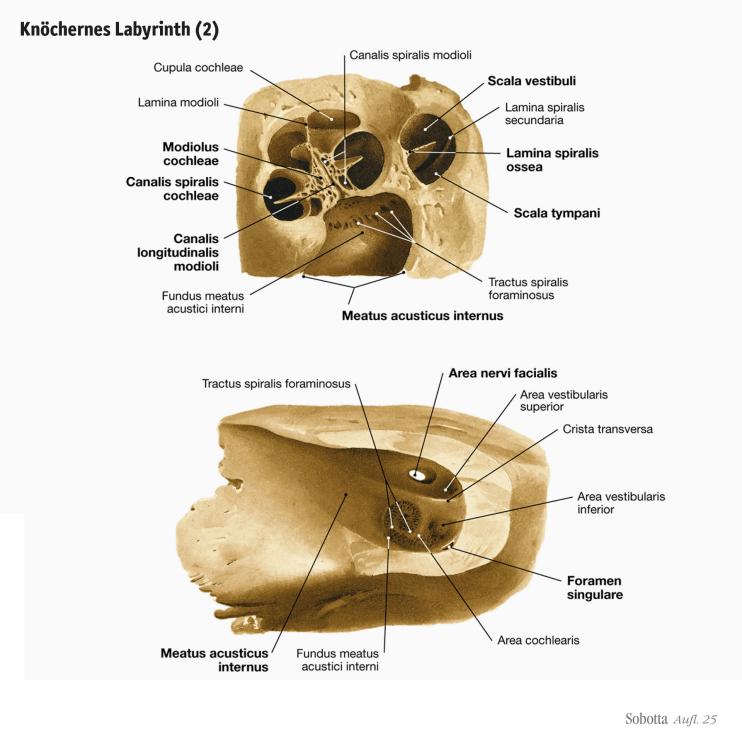 Knöchernes Labyrinth (2)
Canalis spiralis modioli
Cupula cochleae
Scala vestibuli
Lamina modioli
Lamina spiralis
secundaria
Modiolus
cochleae
Lamina spiralis
ossea
Canalis spiralis
cochleae
Scala tympani
Canalis
longitudinalis
modioli
Tractus spiralis
foraminosus
Fundus meatus
acustici interni
Meatus acusticus internus
Area nervi facialis
Tractus spiralis foraminosus
Area vestibularis
superior
Crista transversa
Area vestibularis
inferior
Foramen
singulare
Area cochlearis
Meatus acusticus
internus
Fundus meatus
acustici interni
Sobotta Aufl. 25